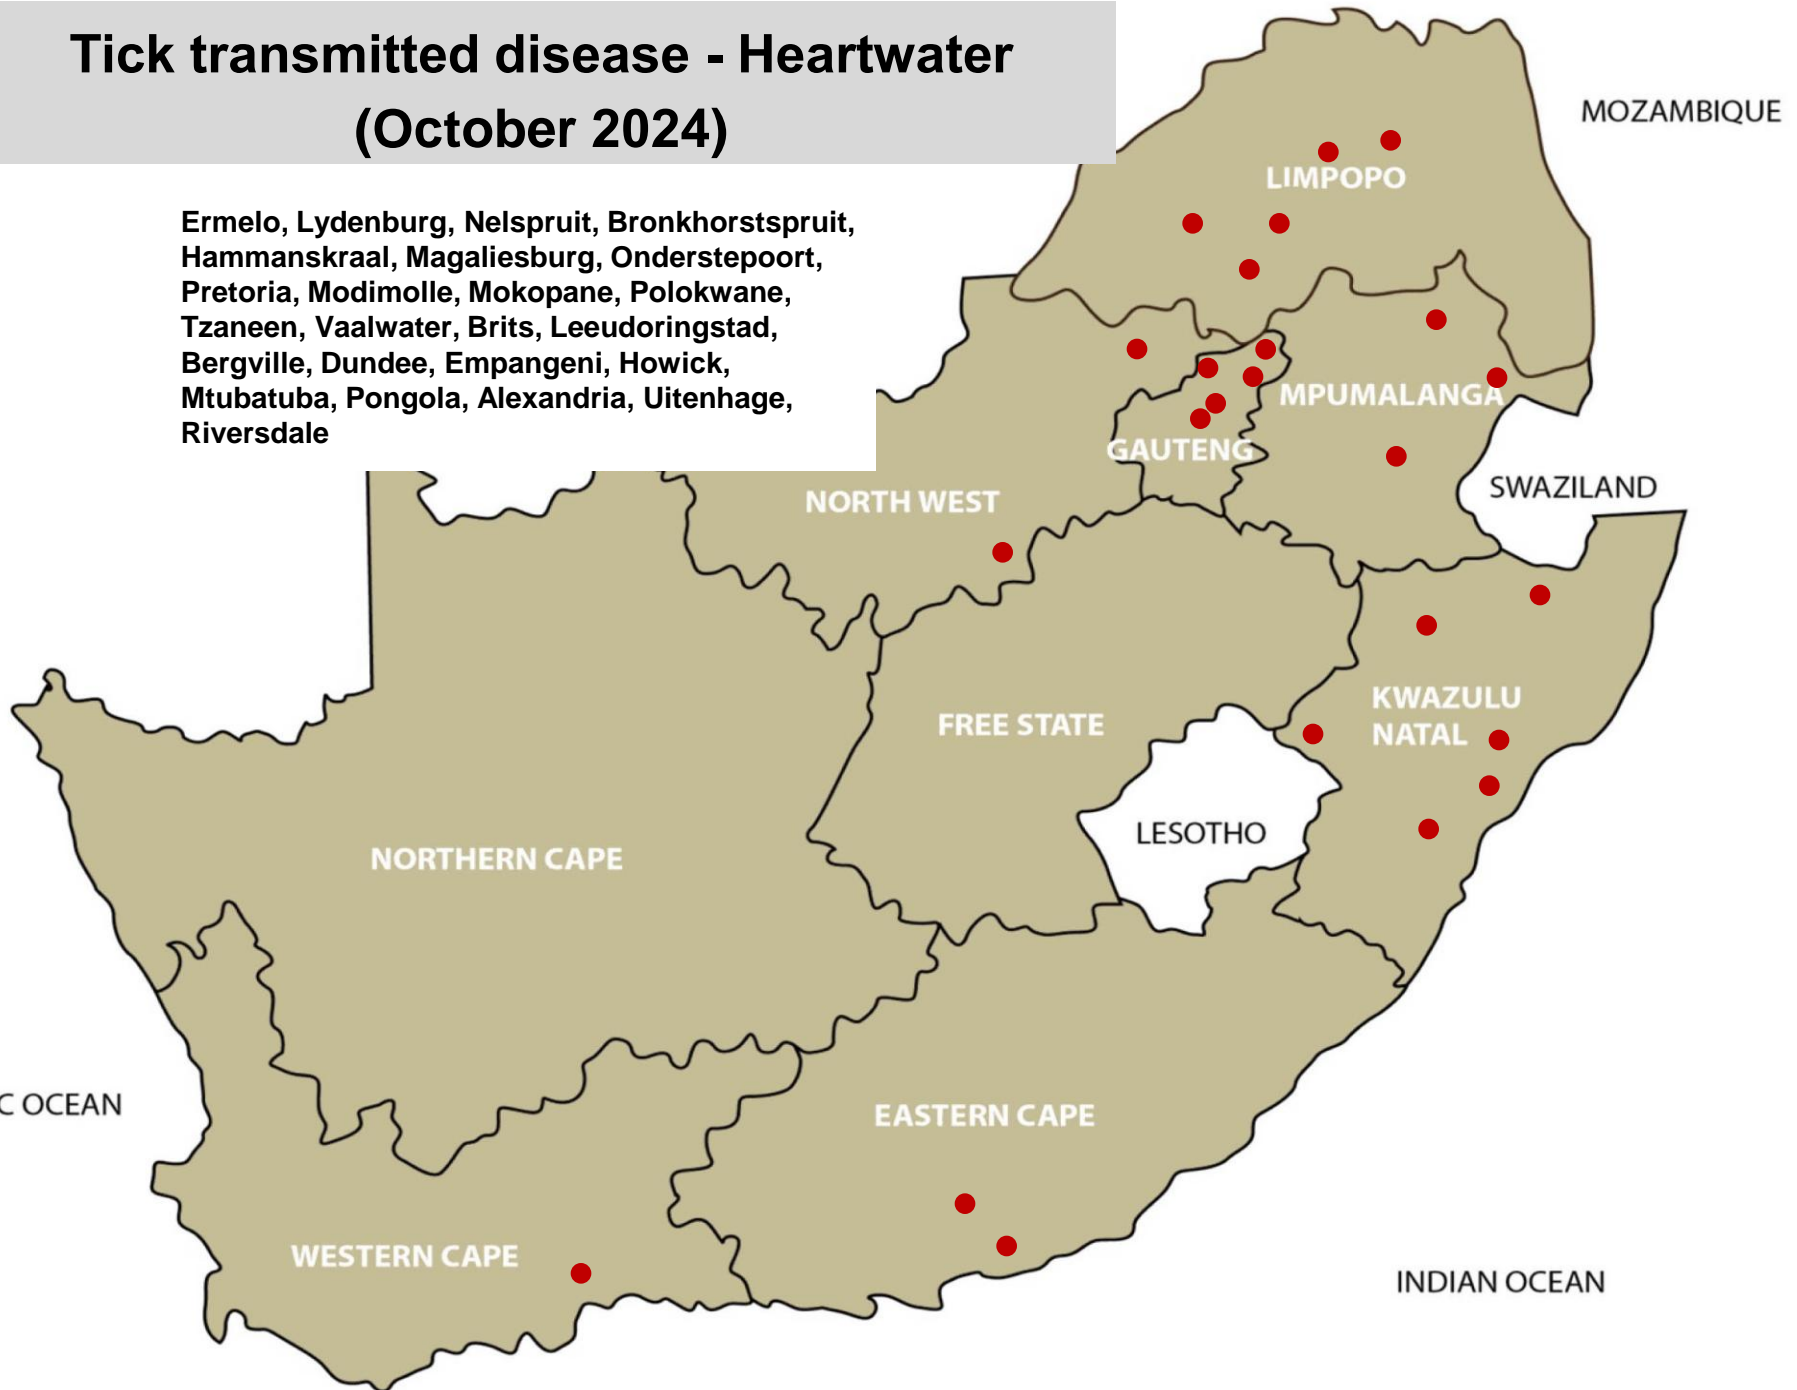 Tick transmitted disease - Heartwater
(October 2024)
Ermelo, Lydenburg, Nelspruit, Bronkhorstspruit,
Hammanskraal, Magaliesburg, Onderstepoort,
Pretoria, Modimolle, Mokopane, Polokwane,
Tzaneen, Vaalwater, Brits, Leeudoringstad,
Bergville, Dundee, Empangeni, Howick,
Mtubatuba, Pongola, Alexandria, Uitenhage,
Riversdale
MOZAMBIQUE
LIMPOPO
MPUMALANGA
GAUTENG
SWAZILAND
NORTH WEST
KWAZULU
NATAL
FREE STATE
LESOTHO
NORTHERN CAPE
C OCEAN
EASTERN CAPE
WESTERN CAPE
INDIAN OCEAN